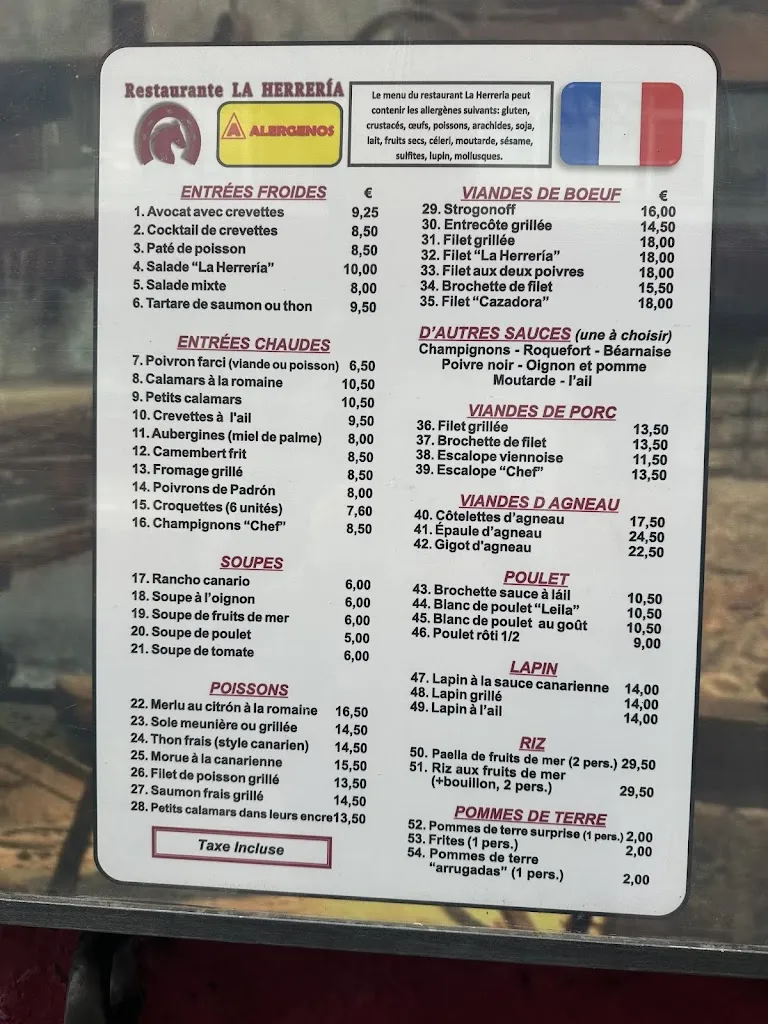 Restaurante LA HERRERÍA
ALERGENOS
Le menu du restaurant La Herreria peut
contenir les allergènes suivants: gluten,
crustacés, œufs, poissons, arachides, soja,
lait, fruits secs, céleri, moutarde, sésame,
sulfites, lupin, mollusques.
ENTRÉES FROIDES €
1. Avocat avec crevettes 9,25
2. Cocktail de crevettes 8,50
3. Paté de poisson 8,50
4. Salade “La Herrería” 10,00
5. Salade mixte 8,00
6. Tartare de saumon ou thon 9,50
ENTRÉES CHAUDES
7. Poivron farci (viande ou poisson) 6,50
8. Calamars à la romaine 10,50
9. Petits calamars 10,50
10. Crevettes à l'ail 9,50
11. Aubergines (miel de palme) 8,00
12. Camembert frit 8,50
13. Fromage grillé 8,50
14. Poivrons de Padrón 8,00
15. Croquettes (6 unités) 7,60
16. Champignons “Chef” 8,50
SOUPES
17. Rancho canario 6,00
18. Soupe à l’oignon 6,00
19. Soupe de fruits de mer 6,00
20. Soupe de poulet 5,00
21. Soupe de tomate 6,00
POISSONS
22. Merlu au citrón à la romaine 16,50
23. Sole meunière ou grillée 14,50
24. Thon frais (style canarien) 14,50
25. Morue à la canarienne 15,50
26. Filet de poisson grillé 13,50
27. Saumon frais grillé 14,50
28. Petits calamars dans leurs encre 13,50
Taxe Incluse
VIANDES DE BOEUF €
29. Strogonoff 16,00
30. Entrecôte grillée 14,50
31. Filet grillée 18,00
32. Filet “La Herrería” 18,00
33. Filet aux deux poivres 18,00
34. Brochette de filet 15,50
35. Filet “Cazadora” 18,00
D’AUTRES SAUCES (une à choisir)
Champignons - Roquefort - Béarnaise
Poivre noir - Oignon et pomme
Moutarde - l’ail
VIANDES DE PORC
36. Filet grillée 13,50
37. Brochette de filet 13,50
38. Escalope viennoise 11,50
39. Escalope “Chef” 13,50
VIANDES D AGNEAU
40. Côtelettes d’agneau 17,50
41. Épaule d’agneau 24,50
42. Gigot d'agneau 22,50
POULET
43. Brochette sauce à láil 10,50
44. Blanc de poulet “Leila” 10,50
45. Blanc de poulet au goût 10,50
46. Poulet rôti 1/2 9,00
LAPIN
47. Lapin à la sauce canarienne 14,00
48. Lapin grillé 14,00
49. Lapin à l’ail 14,00
RIZ
50. Paella de fruits de mer (2 pers.) 29,50
51. Riz aux fruits de mer
(+bouillon, 2 pers.) 29,50
POMMES DE TERRE
52. Pommes de terre surprise (1 pers.) 2,00
53. Frites (1 pers.) 2,00
54. Pommes de terre
“arrugadas” (1 pers.) 2,00